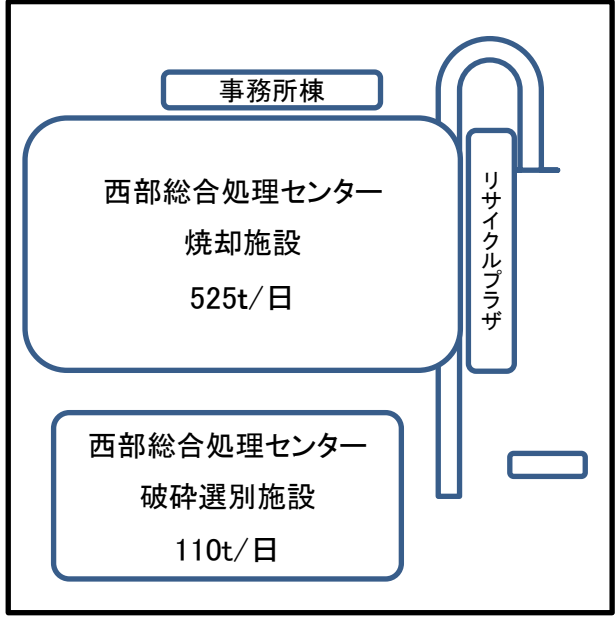 事務所棟
西部総合処理センター
焼却施設
525t/日
リサイクルプラザ
西部総合処理センター
破砕選別施設
110t/日